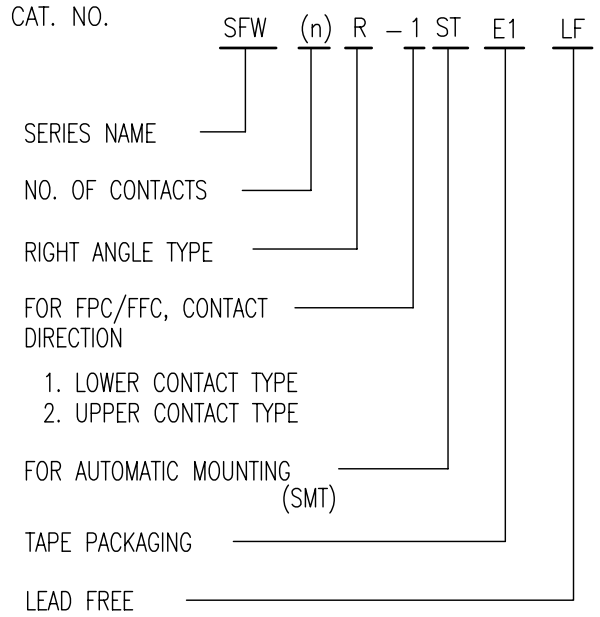 CAT. NO.
SFW (n) R – 1 ST E1 LF
SERIES NAME
NO. OF CONTACTS
RIGHT ANGLE TYPE
FOR FPC/FFC, CONTACT
DIRECTION
1. LOWER CONTACT TYPE
2. UPPER CONTACT TYPE
FOR AUTOMATIC MOUNTING
(SMT)
TAPE PACKAGING
LEAD FREE